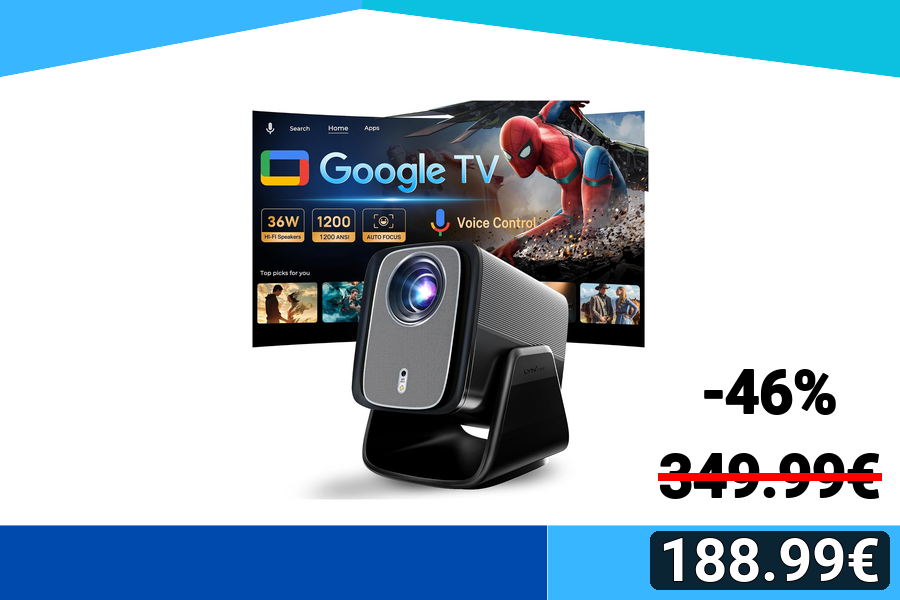 Search Home Apps
Google TV
36W
HI-FI Speakers
1200
1200 ANSI
AUTO FOCUS
Voice Control
Top picks for you
-46%
349.99€
188.99€